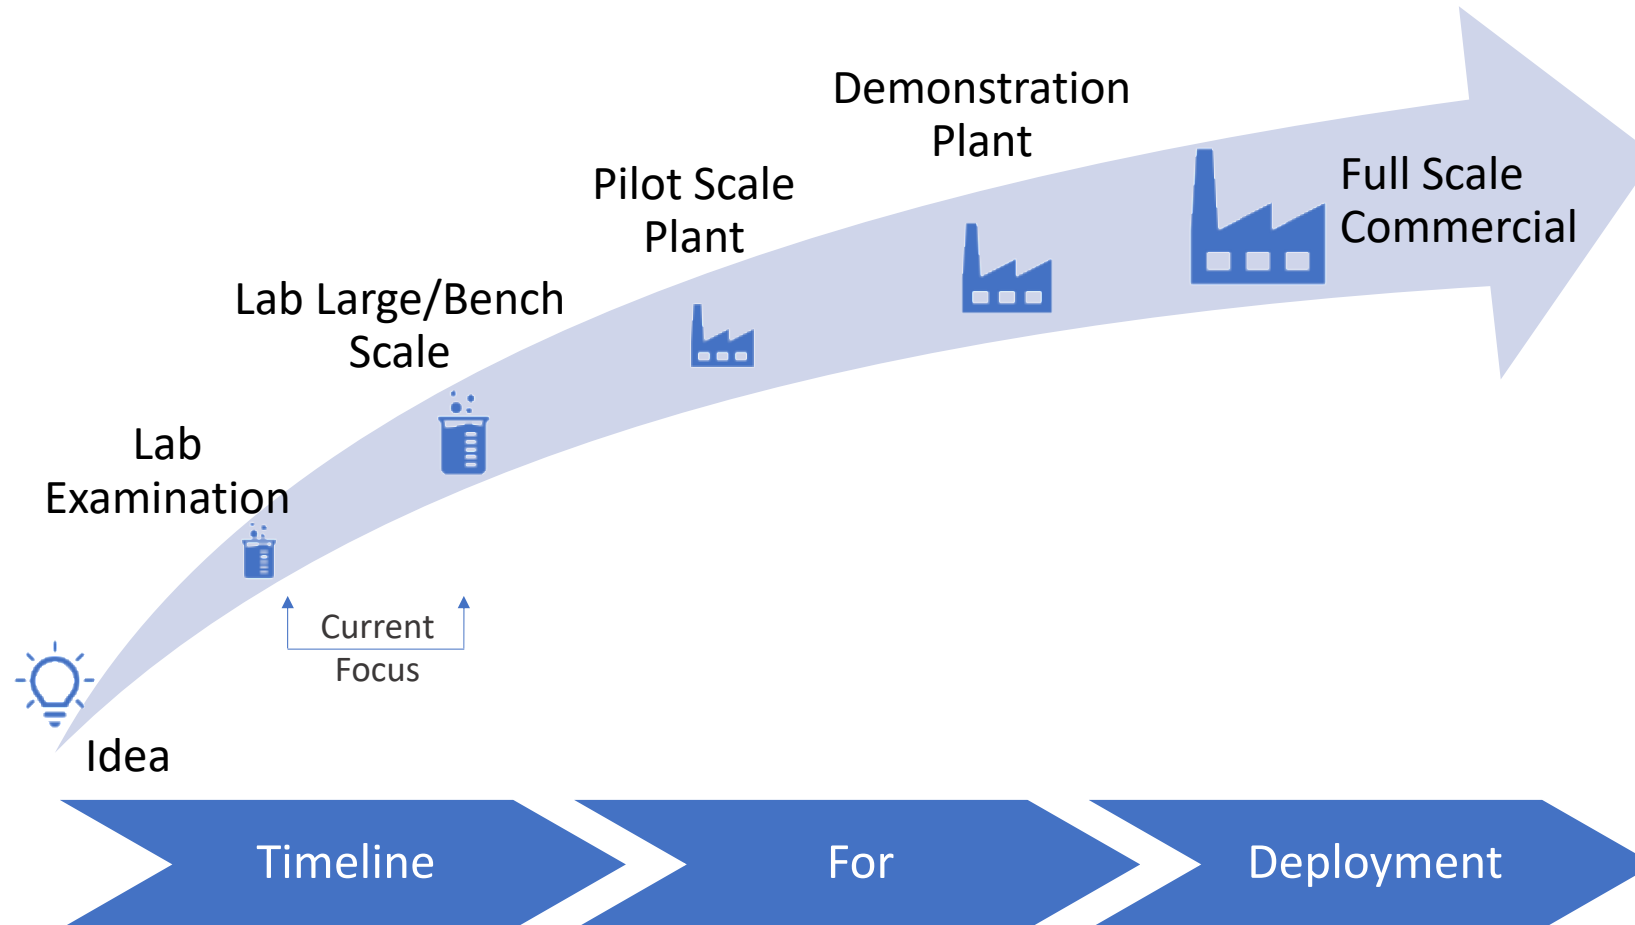 Demonstration
Plant
Pilot Scale
Plant
Full Scale
Commercial
Lab Large/Bench
Scale
Lab
Examination
Current
Focus
Idea
Timeline
For
Deployment